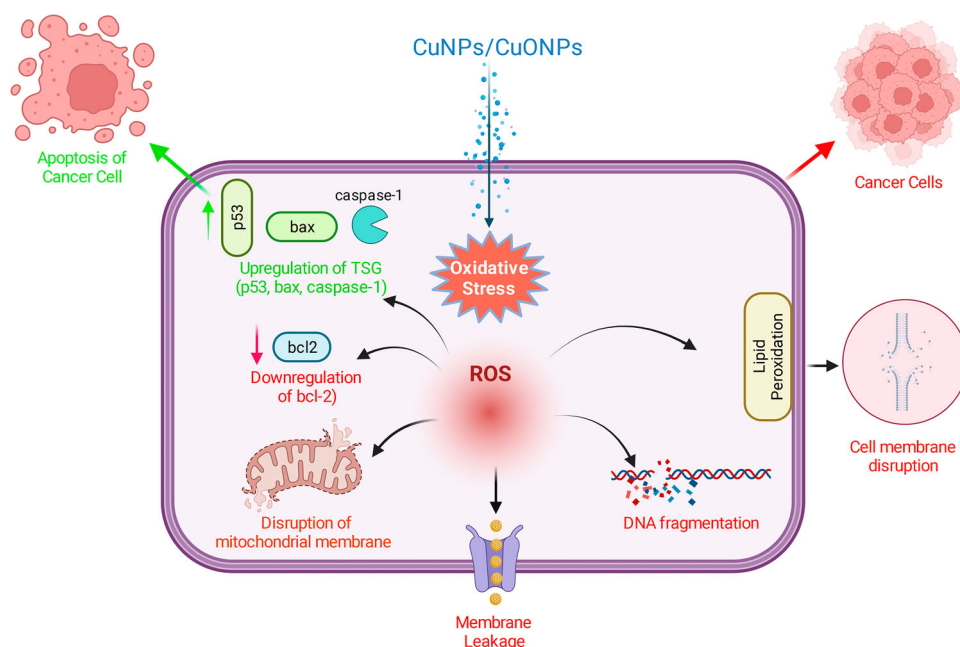 CuNPs/CuONPs
Apoptosis of
Cancer Cell
Cancer Cells
p53
bax
caspase-1
Upregulation of TSG
(p53, bax, caspase-1)
Oxidative
Stress
bcl2
Downregulation
of bcl-2)
ROS
Lipid
Peroxidation
Cell membrane
disruption
Disruption of
mitochondrial membrane
DNA fragmentation
Membrane
Leakage